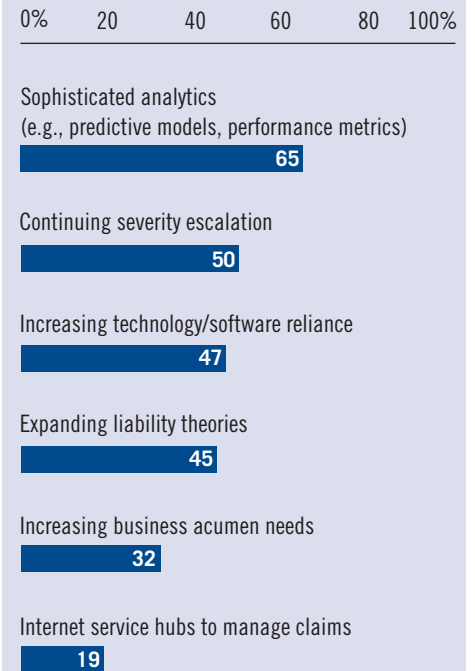 0% 20 40 60 80 100%
Sophisticated analytics
(e.g., predictive models, performance metrics)
65
Continuing severity escalation
50
Increasing technology/software reliance
47
Expanding liability theories
45
Increasing business acumen needs
32
Internet service hubs to manage claims
19